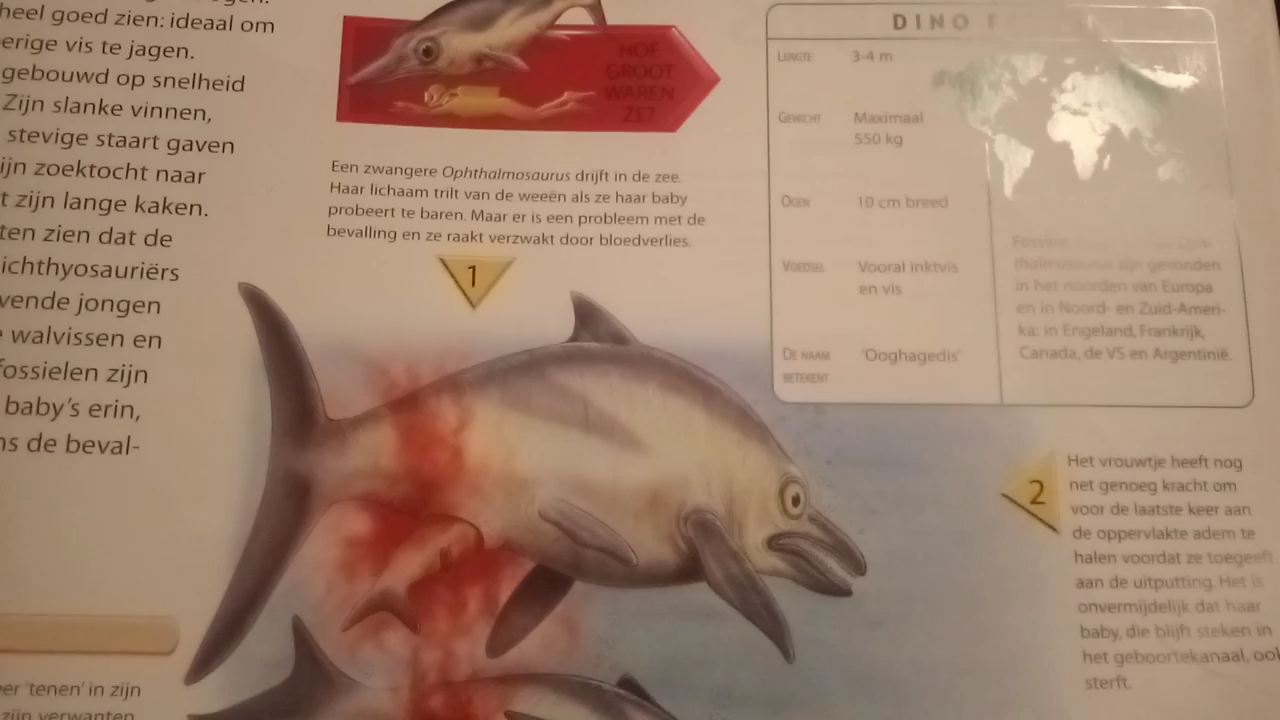 heel goed zien: ideaal om
erige vis te jagen.
gebouwd op snelheid
Zijn slanke vinnen,
stevige staart gaven
ijn zoektocht naar
t zijn lange kaken.
ten zien dat de
ichthyosauriërs
vende jongen
walvissen en
fossielen zijn
baby's erin,
ns de beval-
eer 'tenen' in zijn
zijn verwanten
HOE
GROOT
WAREN
ZE?
Een zwangere Ophthalmosaurus drijft in de zee.
Haar lichaam trilt van de weeën als ze haar baby
probeert te baren. Maar er is een probleem met de
bevalling en ze raakt verzwakt door bloedverlies.
1
DINO
LENGTE 3-4 m
GEWICHT Maximaal
550 kg
OGEN 10 cm breed
VOEDSEL Vooral inktvis
en vis
DE NAAM 'Ooghagedis'
BETEKENT
thalmosaurus zijn gevonden
in het noorden van Europa
en in Noord- en Zuid-Ameri-
ka: in Engeland, Frankrijk,
Canada, de VS en Argentinië.
2
Het vrouwtje heeft nog
net genoeg kracht om
voor de laatste keer aan
de oppervlakte adem te
halen voordat ze toegeeft
aan de uitputting. Het is
onvermijdelijk dat haar
baby, die blijft steken in
het geboortekanaal, ool
sterft.